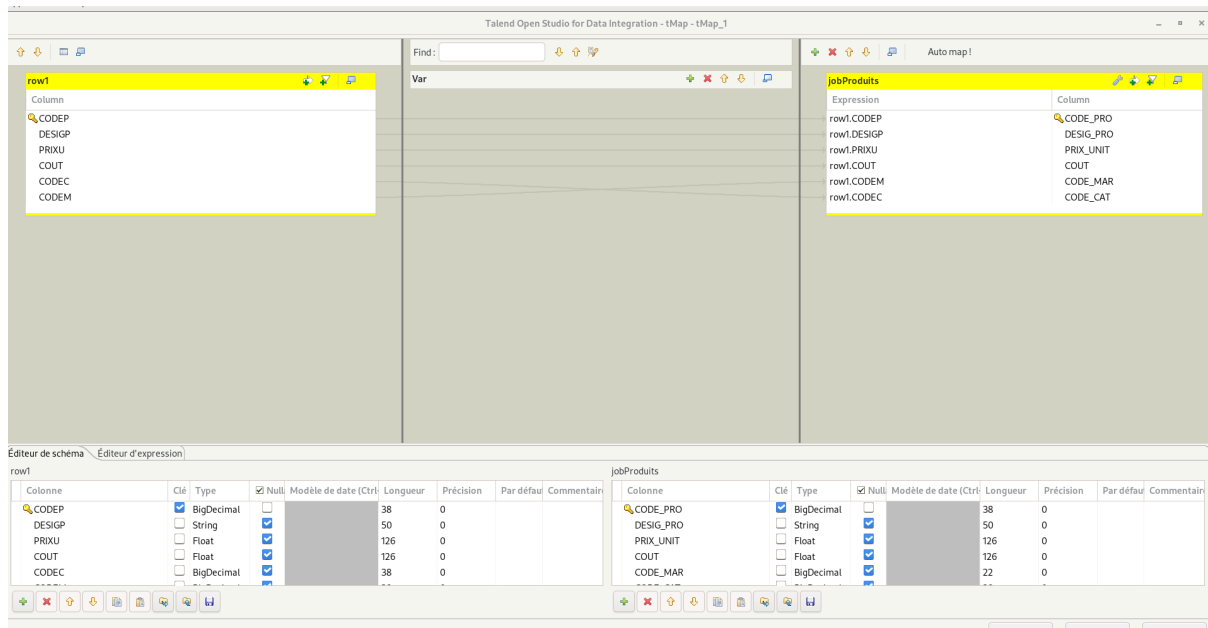 Talend Open Studio for Data Integration - tMap - tMap_1
Find :
Auto map !
row1
Column
CODEP
DESIGP
PRIXU
COUT
CODEC
CODEM
Var
jobProduits
Expression Column
row1.CODEP CODE_PRO
row1.DESIGP DESIG_PRO
row1.PRIXU PRIX_UNIT
row1.COUT COUT
row1.CODEM CODE_MAR
row1.CODEC CODE_CAT
Éditeur de schéma Éditeur d'expression
row1
Colonne Clé Type Null Modèle de date (Ctrl- Longueur Précision Par défau Commentair
CODEP BigDecimal 38 0
DESIGP String 50 0
PRIXU Float 126 0
COUT Float 126 0
CODEC BigDecimal 38 0
jobProduits
Colonne Clé Type Null Modèle de date (Ctrl- Longueur Précision Par défau Commentair
CODE_PRO BigDecimal 38 0
DESIG_PRO String 50 0
PRIX_UNIT Float 126 0
COUT Float 126 0
CODE_MAR BigDecimal 22 0